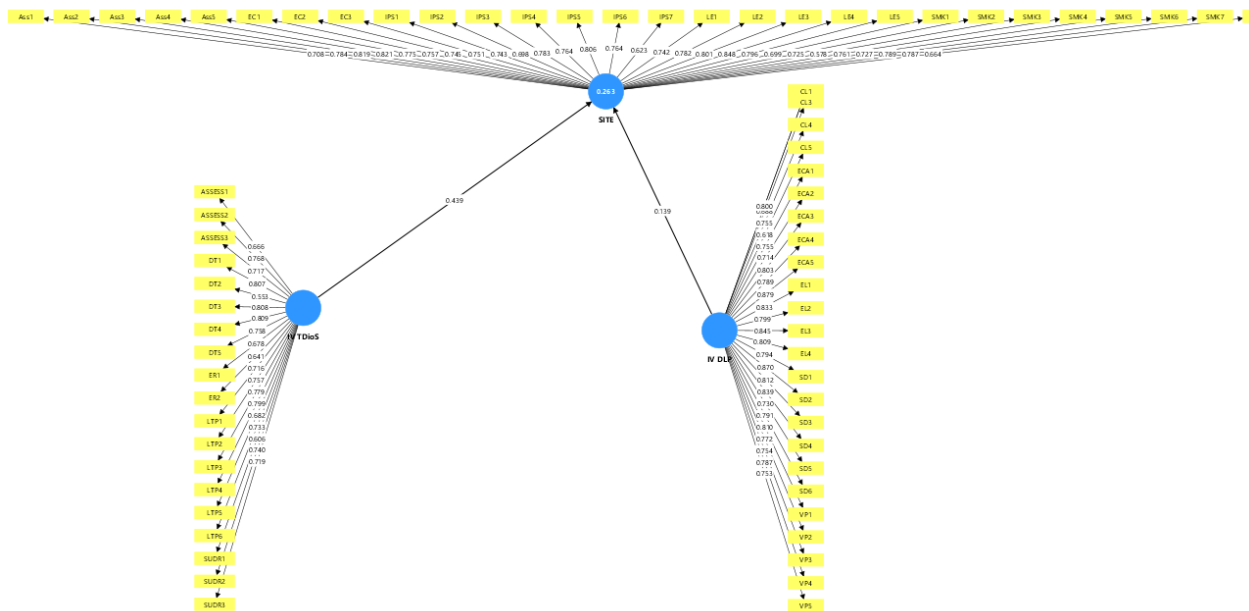 Ass1 Ass2 Ass3 Ass4 Ass5 EC1 EC2 EC3 IPS1 IPS2 IPS3 IPS4 IPS5 IPS6 IPS7 LE1 LE2 LE3 LE4 LE5 SMK1 SMK2 SMK3 SMK4 SMK5 SMK6 SMK7
0.708 0.784 0.819 0.821 0.775 0.757 0.745 0.751 0.743 0.698 0.783 0.764 0.806 0.764 0.623 0.742 0.782 0.801 0.848 0.796 0.699 0.725 0.578 0.761 0.727 0.789 0.787 0.664
0.263
SITE
0.439
0.139
ASSESS1
ASSESS2
ASSESS3
DT1
DT2
DT3
DT4
DT5
ER1
ER2
LTP1
LTP2
LTP3
LTP4
LTP5
LTP6
SUDR1
SUDR2
SUDR3
0.666
0.768
0.717
0.807
0.553
0.808
0.809
0.738
0.678
0.641
0.716
0.757
0.779
0.799
0.682
0.733
0.606
0.740
0.719
IV TDioS
IV DLP
0.800
0.755
0.618
0.755
0.714
0.803
0.789
0.879
0.833
0.799
0.845
0.809
0.794
0.870
0.812
0.839
0.730
0.791
0.810
0.772
0.754
0.787
0.753
CL1
CL3
CL4
CL5
ECA1
ECA2
ECA3
ECA4
ECA5
EL1
EL2
EL3
EL4
SD1
SD2
SD3
SD4
SD5
SD6
VP1
VP2
VP3
VP4
VP5